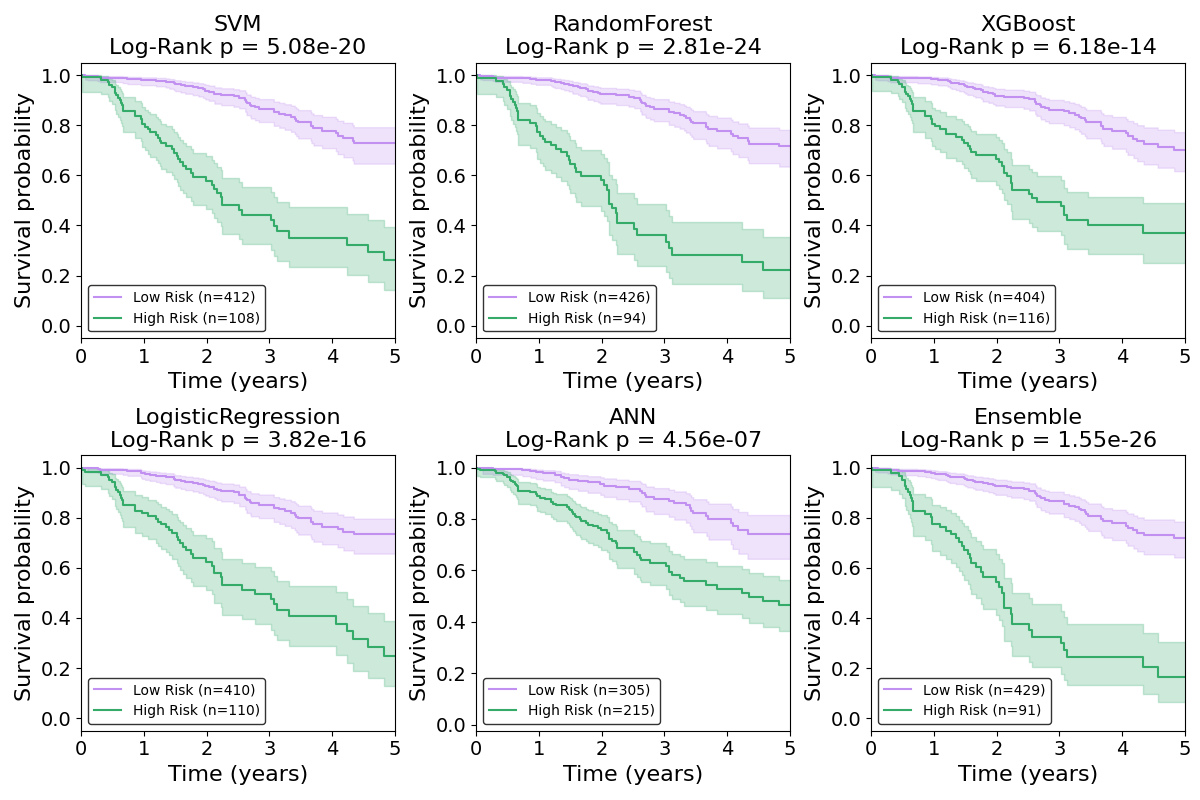 SVM
Log-Rank p = 5.08e-20
Survival probability
1.0
0.8
0.6
0.4
0.2
0.0
Low Risk (n=412)
High Risk (n=108)
0 1 2 3 4 5
Time (years)
RandomForest
Log-Rank p = 2.81e-24
Survival probability
1.0
0.8
0.6
0.4
0.2
0.0
Low Risk (n=426)
High Risk (n=94)
0 1 2 3 4 5
Time (years)
XGBoost
Log-Rank p = 6.18e-14
Survival probability
1.0
0.8
0.6
0.4
0.2
0.0
Low Risk (n=404)
High Risk (n=116)
0 1 2 3 4 5
Time (years)
LogisticRegression
Log-Rank p = 3.82e-16
Survival probability
1.0
0.8
0.6
0.4
0.2
0.0
Low Risk (n=410)
High Risk (n=110)
0 1 2 3 4 5
Time (years)
ANN
Log-Rank p = 4.56e-07
Survival probability
1.0
0.8
0.6
0.4
0.2
0.0
Low Risk (n=305)
High Risk (n=215)
0 1 2 3 4 5
Time (years)
Ensemble
Log-Rank p = 1.55e-26
Survival probability
1.0
0.8
0.6
0.4
0.2
0.0
Low Risk (n=429)
High Risk (n=91)
0 1 2 3 4 5
Time (years)